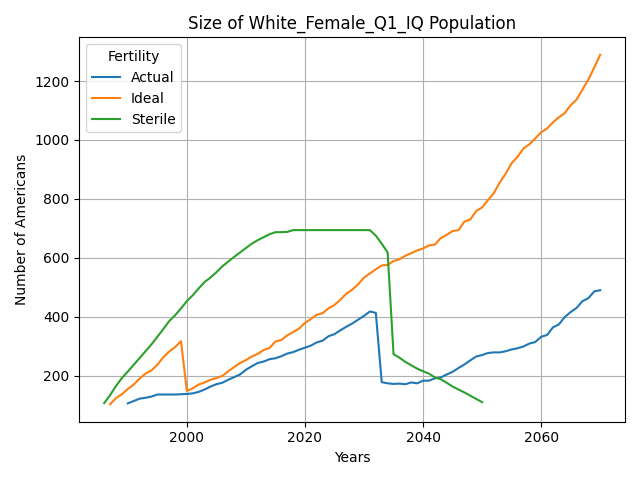 Size of White_Female_Q1_IQ Population
Fertility
Actual
Ideal
Sterile
Number of Americans
1200
1000
800
600
400
200
2000
2020
2040
2060
Years